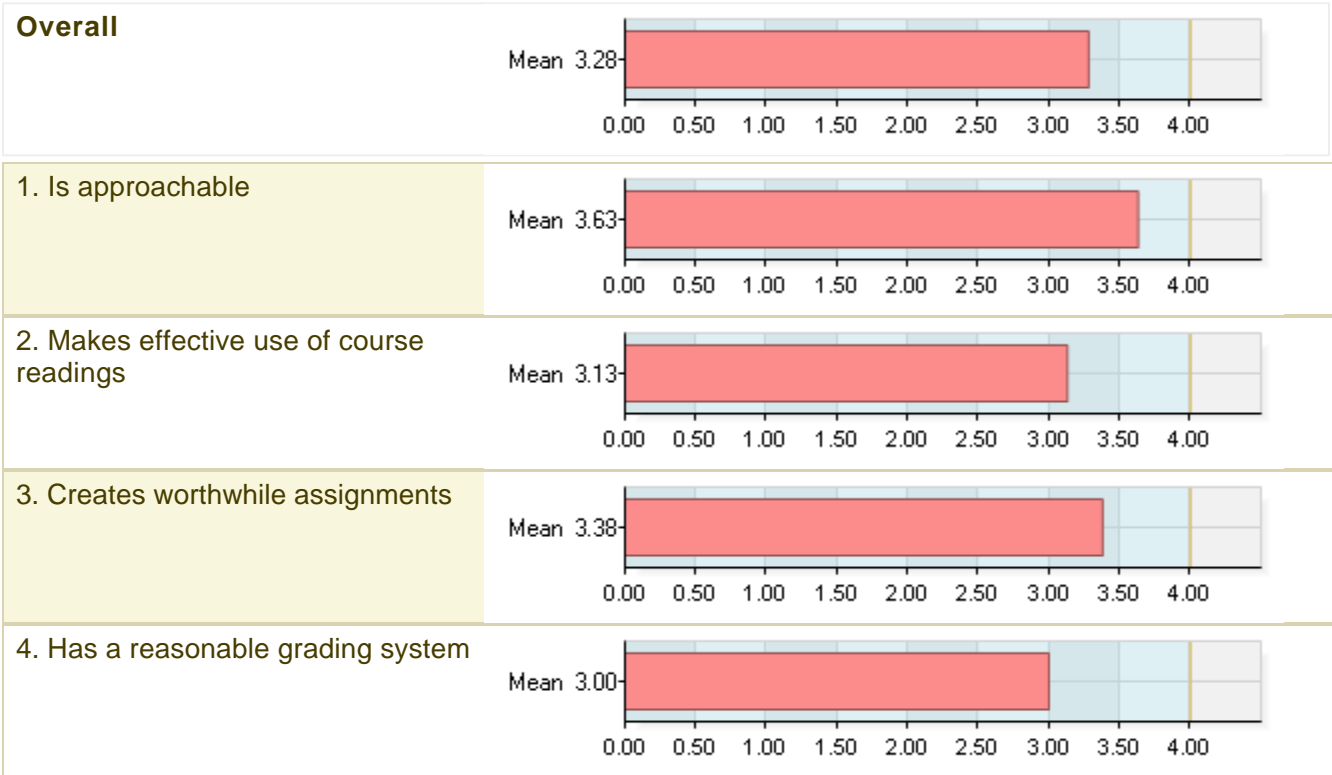 Overall
Mean 3.28
0.00 0.50 1.00 1.50 2.00 2.50 3.00 3.50 4.00
1. Is approachable
Mean 3.63
0.00 0.50 1.00 1.50 2.00 2.50 3.00 3.50 4.00
2. Makes effective use of course
readings
Mean 3.13
0.00 0.50 1.00 1.50 2.00 2.50 3.00 3.50 4.00
3. Creates worthwhile assignments
Mean 3.38
0.00 0.50 1.00 1.50 2.00 2.50 3.00 3.50 4.00
4. Has a reasonable grading system
Mean 3.00
0.00 0.50 1.00 1.50 2.00 2.50 3.00 3.50 4.00